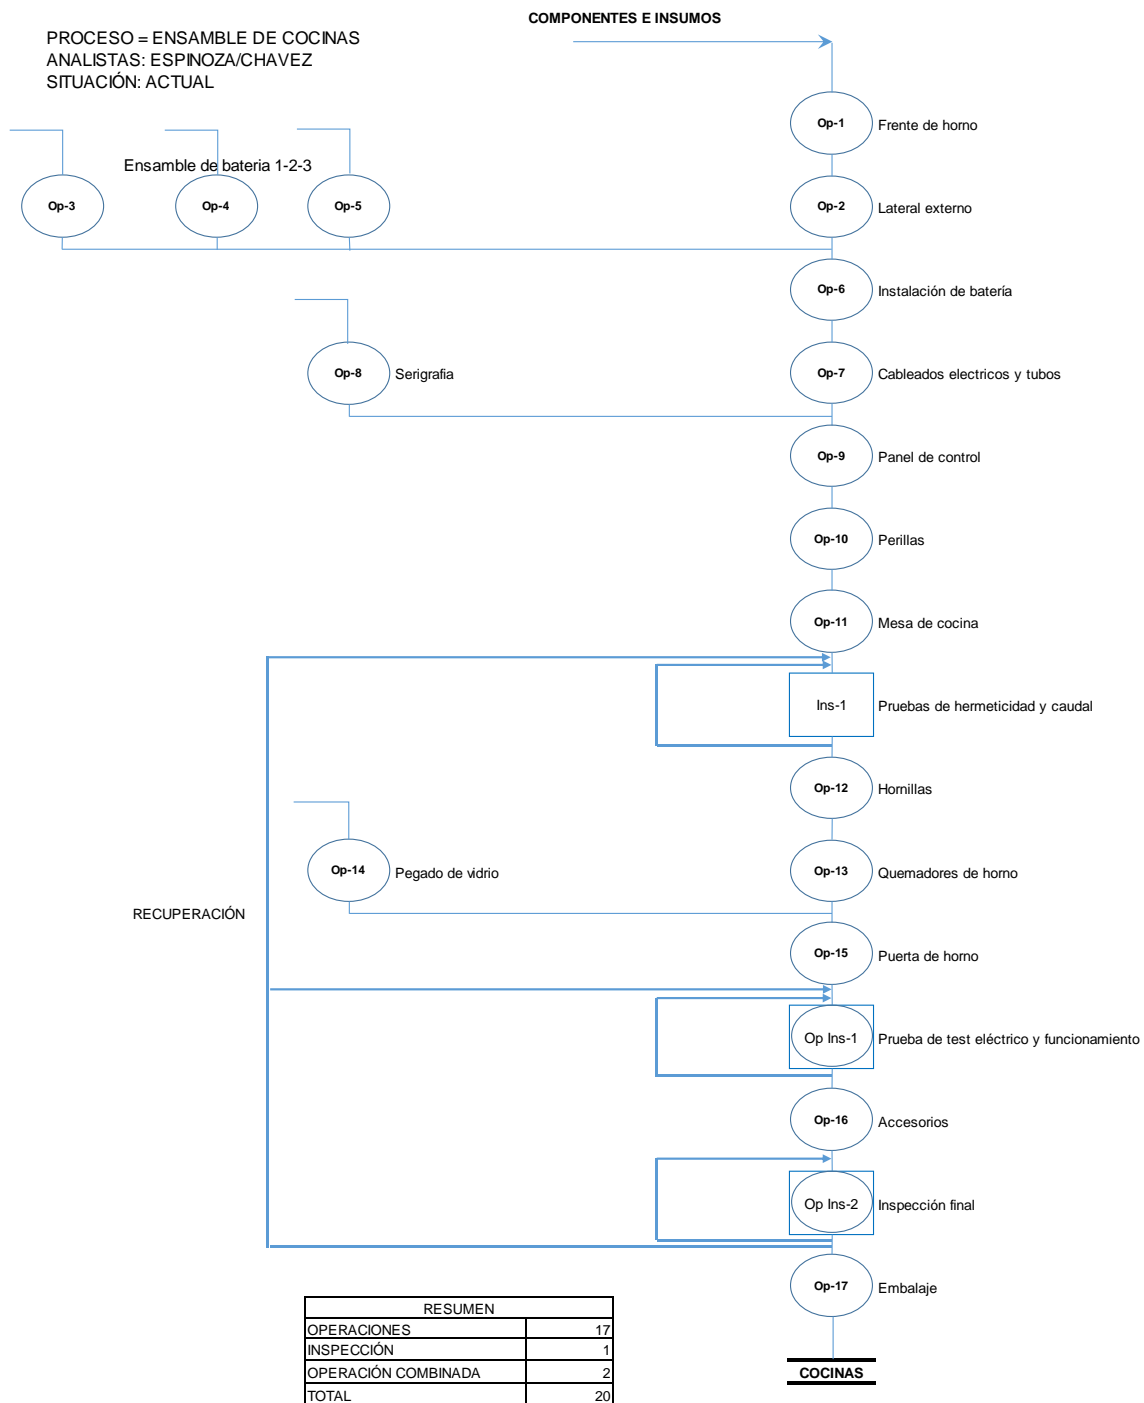 COMPONENTES E INSUMOS
PROCESO = ENSAMBLE DE COCINAS
ANALISTAS: ESPINOZA/CHAVEZ
SITUACIÓN: ACTUAL
Op-1 Frente de horno
Ensamble de bateria 1-2-3
Op-3 Op-4 Op-5 Op-2 Lateral externo
Op-6 Instalación de batería
Op-8 Serigrafia Op-7 Cableados electricos y tubos
Op-9 Panel de control
Op-10 Perillas
Op-11 Mesa de cocina
Ins-1 Pruebas de hermeticidad y caudal
Op-12 Hornillas
Op-14 Pegado de vidrio Op-13 Quemadores de horno
RECUPERACIÓN
Op-15 Puerta de horno
Op Ins-1 Prueba de test eléctrico y funcionamiento
Op-16 Accesorios
Op Ins-2 Inspección final
Op-17 Embalaje
RESUMEN
OPERACIONES 17
INSPECCIÓN 1
OPERACIÓN COMBINADA 2
TOTAL 20
COCINAS